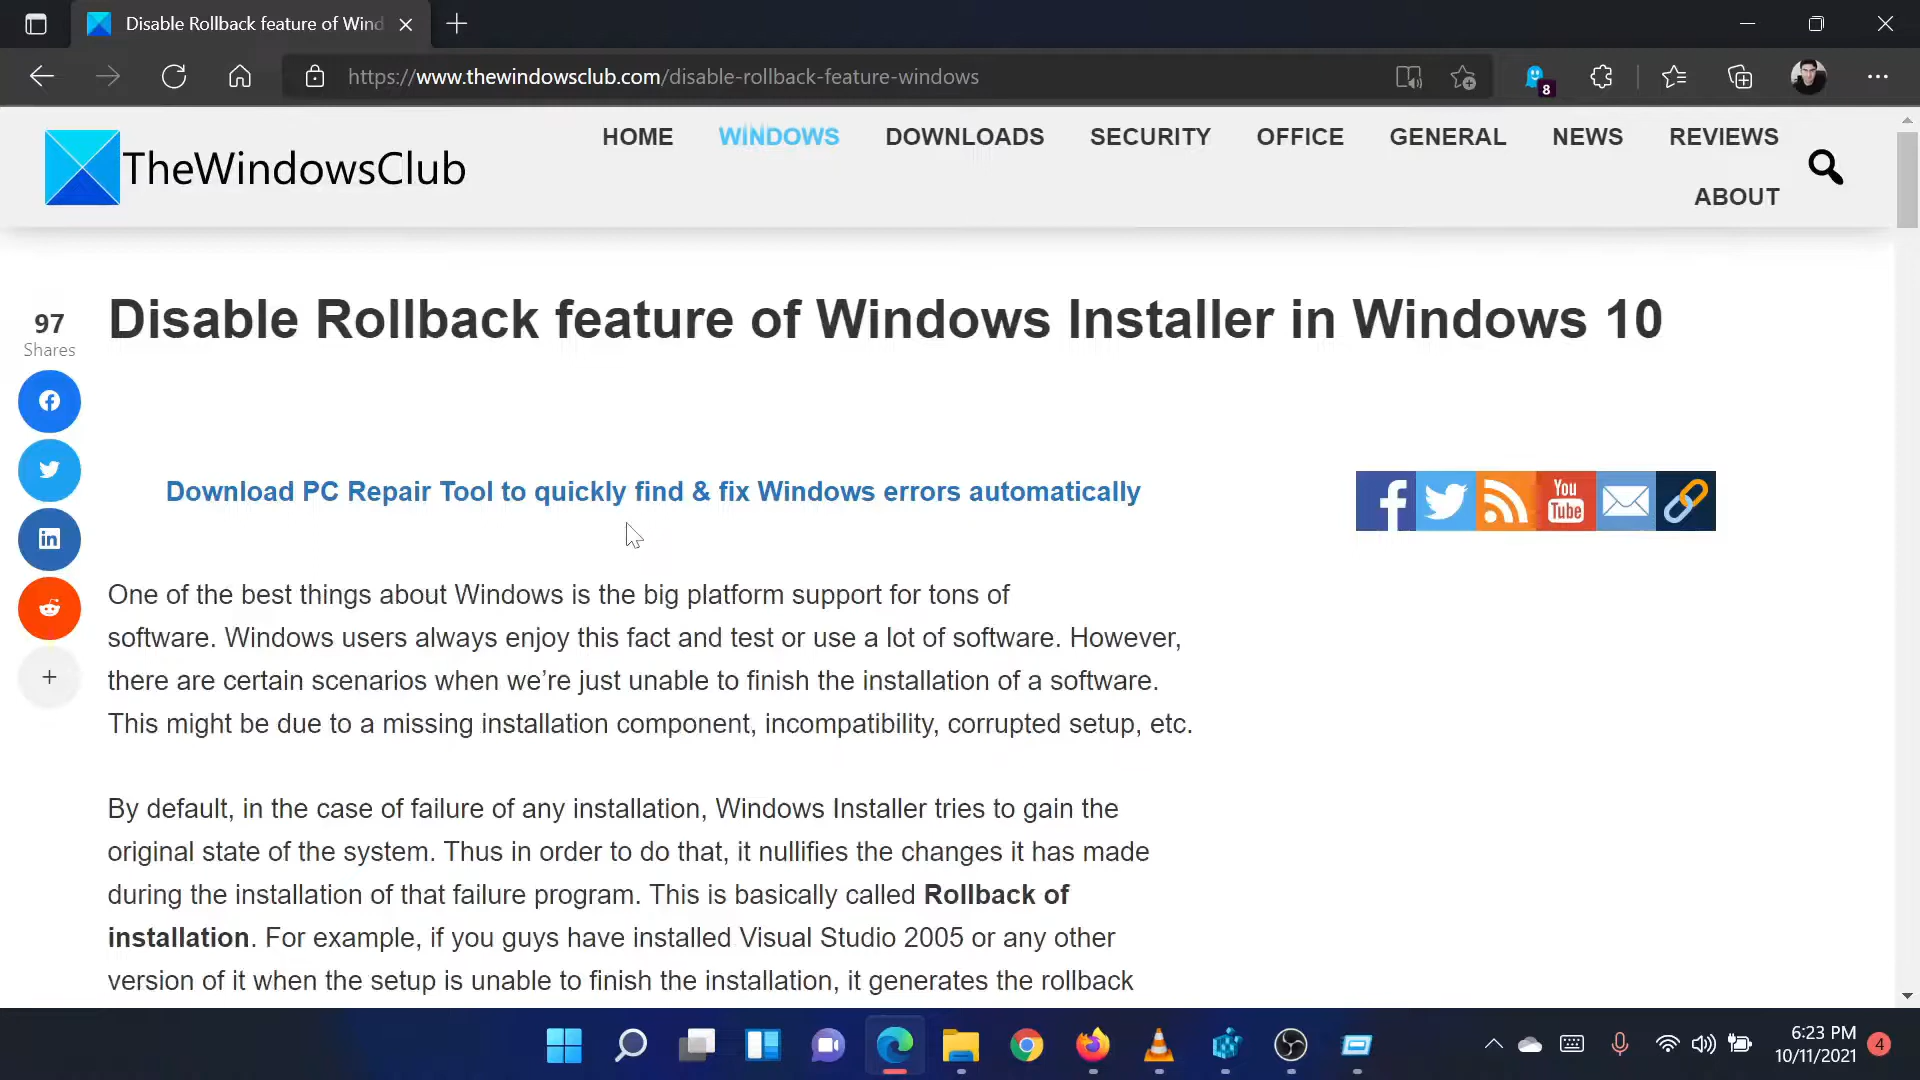 Disable Rollback feature of Wind
https://www.thewindowsclub.com/disable-rollback-feature-windows
8
TheWindowsClub
HOME WINDOWS DOWNLOADS SECURITY OFFICE GENERAL NEWS REVIEWS
ABOUT
97
Shares
Disable Rollback feature of Windows Installer in Windows 10
Download PC Repair Tool to quickly find & fix Windows errors automatically
You
Tube
One of the best things about Windows is the big platform support for tons of
software. Windows users always enjoy this fact and test or use a lot of software. However,
there are certain scenarios when we’re just unable to finish the installation of a software.
This might be due to a missing installation component, incompatibility, corrupted setup, etc.
By default, in the case of failure of any installation, Windows Installer tries to gain the
original state of the system. Thus in order to do that, it nullifies the changes it has made
during the installation of that failure program. This is basically called Rollback of
installation. For example, if you guys have installed Visual Studio 2005 or any other
version of it when the setup is unable to finish the installation, it generates the rollback
6:23 PM
10/11/2021
4